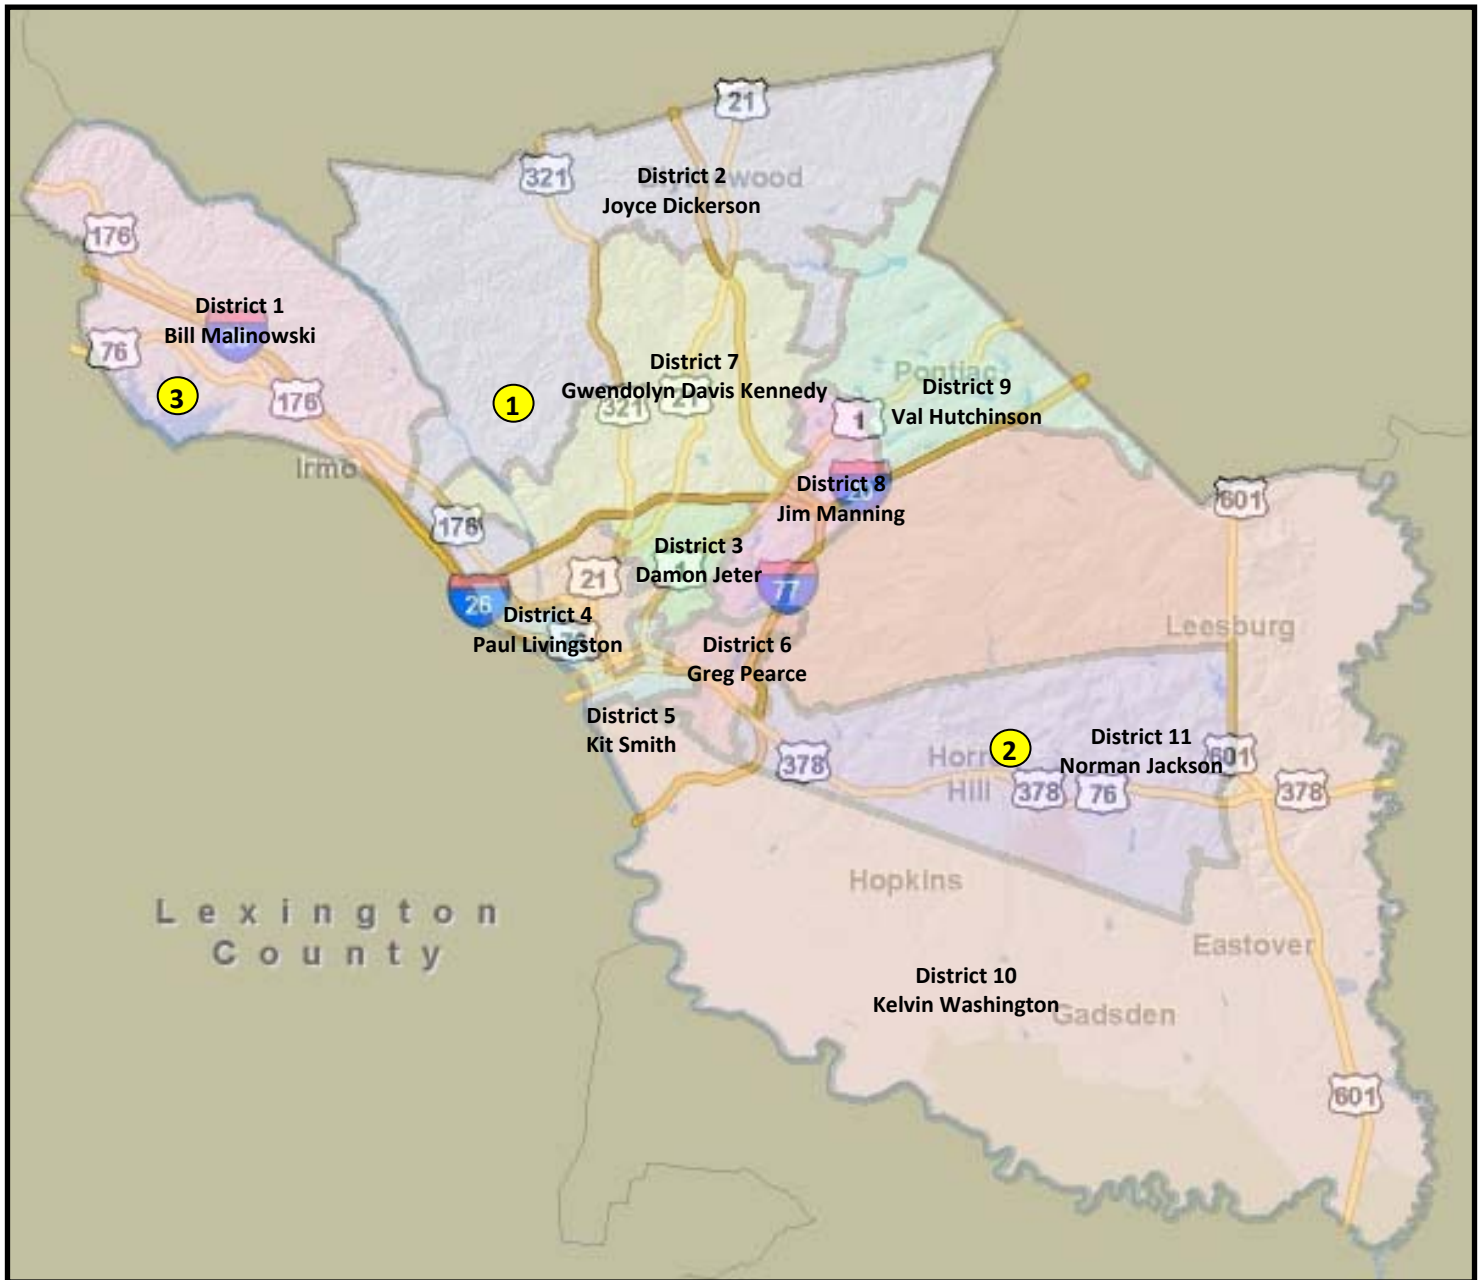 21
321
District 2
Joyce Dickerson
176
District 1
Bill Malinowski
76
3
176
1
District 7
Gwendolyn Davis Kennedy
321
21
Pontiac
District 9
Val Hutchinson
1
Irmo
District 8
20
Jim Manning
601
176
District 3
Damon Jeter
1
21
77
26
District 4
Paul Livingston
76
Leesburg
District 6
Greg Pearce
District 5
Kit Smith
378
2
District 11
Norman Jackson
601
Hill
378
76
378
Hopkins
Lexington
County
Eastover
District 10
Kelvin Washington
Gadsden
601